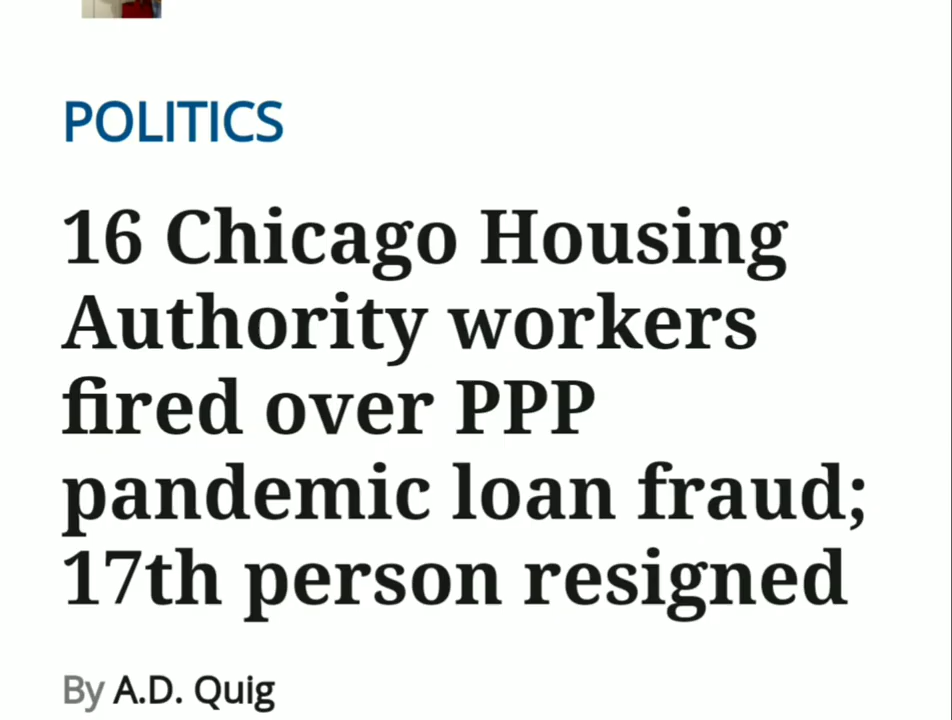 POLITICS
16 Chicago Housing
Authority workers
fired over PPP
pandemic loan fraud;
17th person resigned
By A.D. Quig